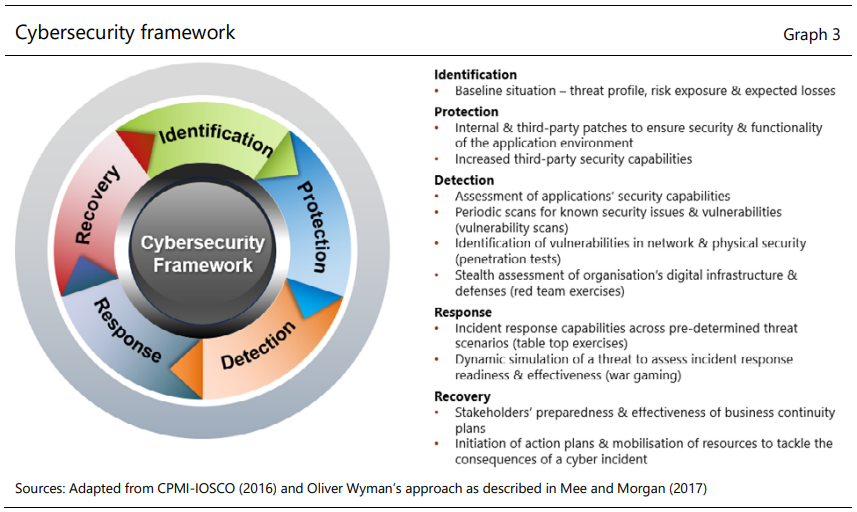 Cybersecurity framework
Graph 3
Identification
Protection
Detection
Response
Recovery
Cybersecurity
Framework
Identification
• Baseline situation – threat profile, risk exposure & expected losses
Protection
• Internal & third-party patches to ensure security & functionality
of the application environment
• Increased third-party security capabilities
Detection
• Assessment of applications' security capabilities
• Periodic scans for known security issues & vulnerabilities
(vulnerability scans)
• Identification of vulnerabilities in network & physical security
(penetration tests)
• Stealth assessment of organisation's digital infrastructure &
defenses (red team exercises)
Response
• Incident response capabilities across pre-determined threat
scenarios (table top exercises)
• Dynamic simulation of a threat to assess incident response
readiness & effectiveness (war gaming)
Recovery
• Stakeholders' preparedness & effectiveness of business continuity
plans
• Initiation of action plans & mobilisation of resources to tackle the
consequences of a cyber incident
Sources: Adapted from CPMI-IOSCO (2016) and Oliver Wyman's approach as described in Mee and Morgan (2017)